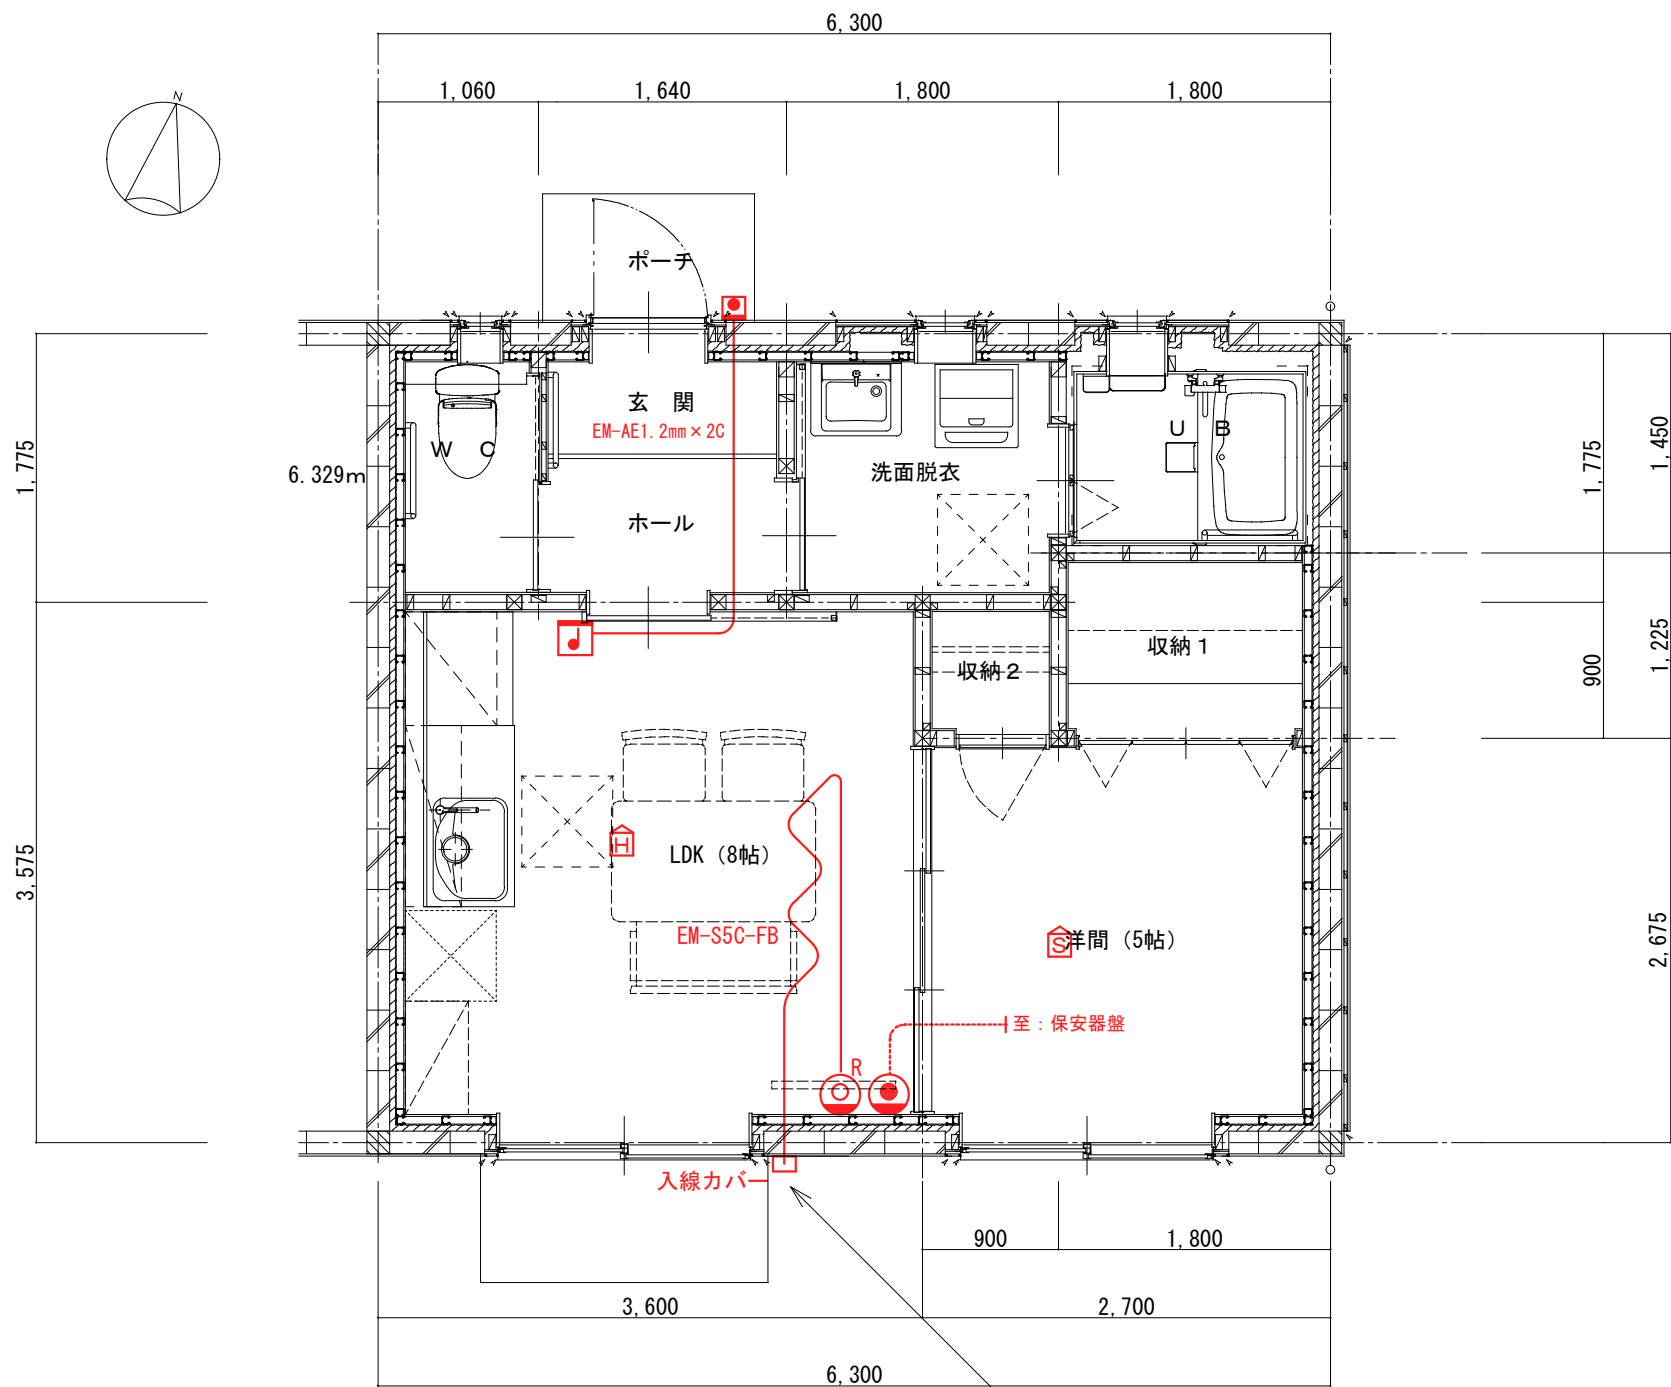 6,300
1,060
1,640
1,800
1,800
N
ポーチ
玄 関
EM-AE1.2mm×2C
W C
U B
1,775
6.329m
洗面脱衣
ホール
1,775
1,450
収納1
収納2
900
1,225
H
LDK (8帖)
3,575
EM-S5C-FB
S
洋間 (5帖)
2,675
至:保安器盤
R
入線カバー
900
1,800
3,600
2,700
6,300